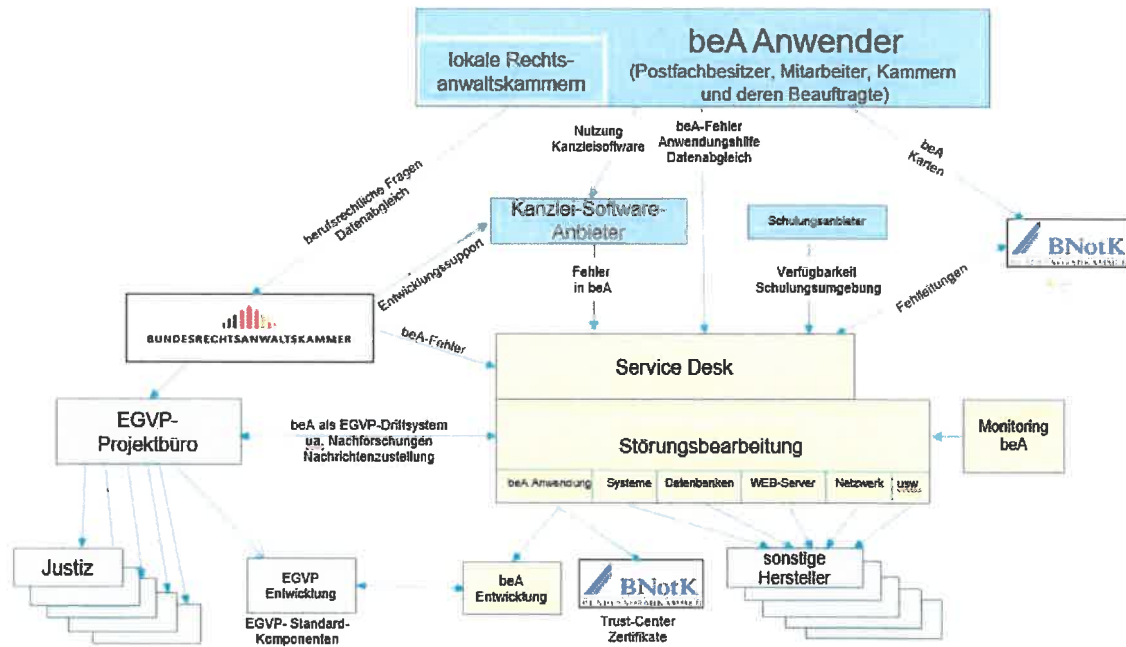 beA Anwender
(Postfachbesitzer, Mitarbeiter, Kammern
und deren Beauftragte)
lokale Rechts-
anwaltskammern
Nutzung
Kanzleisoftware
beA-Fehler
Anwendungshilfe
Datenabgleich
beA
Karten
berufsrechtliche Fragen
Datenabgleich
Kanzlei-Software-
Anbieter
Schulungsanbieter
BNotK
BUNDESNOTARKAMMER
Entwicklungssupport
Fehler
in beA
Verfügbarkeit
Schulungsumgebung
Fehlleitungen
BUNDESRECHTSANWALTSKAMMER
beA-Fehler
Service Desk
EGVP-
Projektbüro
beA als EGVP-Drittsystem
ua. Nachforschungen
Nachrichtenzustellung
Störungsbearbeitung
Monitoring
beA
beA Anwendung
Systeme
Datenbanken
WEB-Server
Netzwerk
usw
Justiz
EGVP
Entwicklung
EGVP- Standard-
Komponenten
beA
Entwicklung
BNotK
BUNDESNOTARKAMMER
Trust-Center
Zertifikate
sonstige
Hersteller